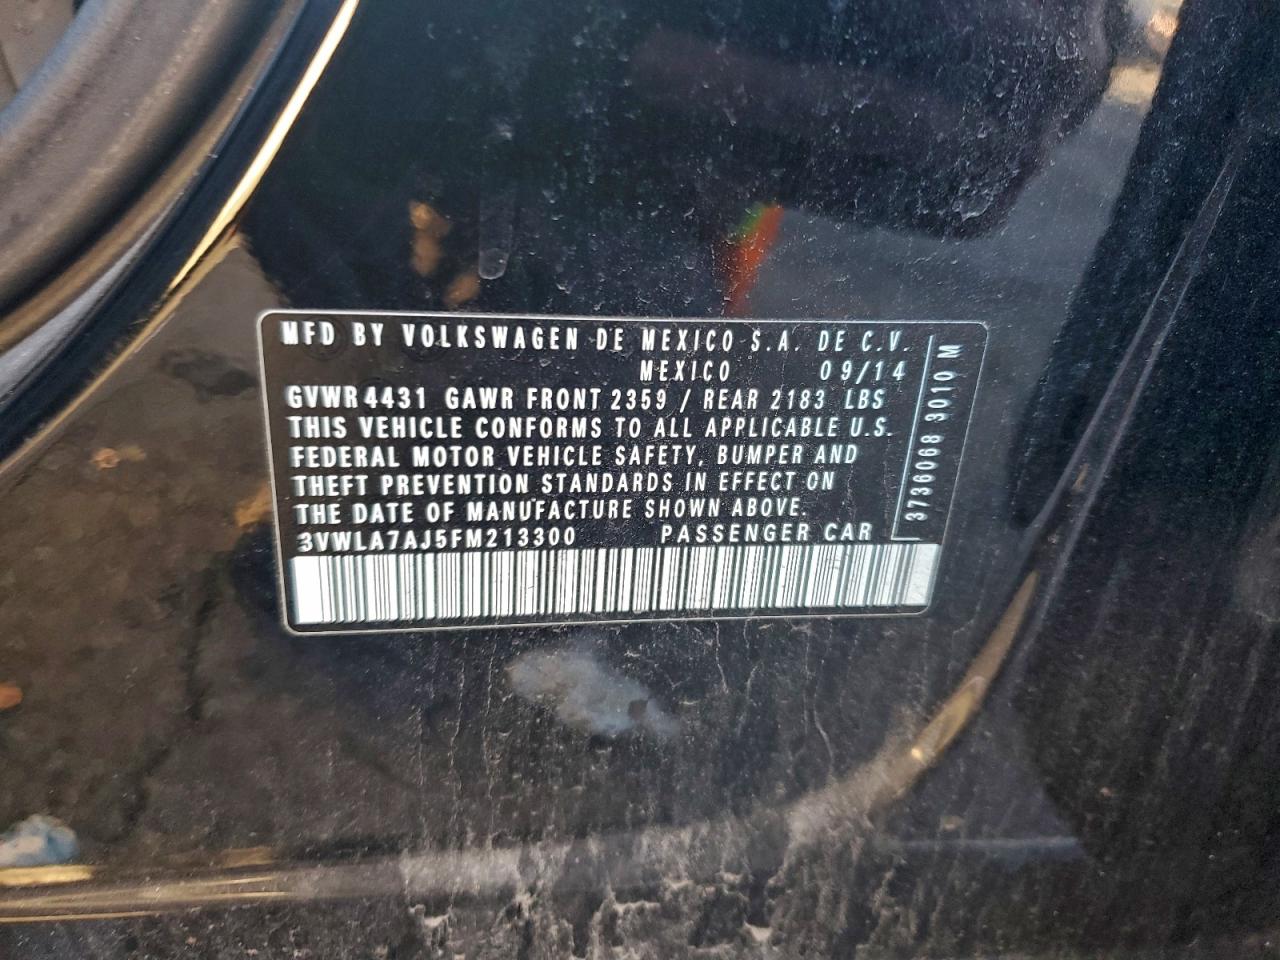 MFD BY VOLKSWAGEN DE MEXICO S.A. DE C.V.
MEXICO 09/14
GVWR 4431 GAWR FRONT 2359 / REAR 2183 LBS
THIS VEHICLE CONFORMS TO ALL APPLICABLE U.S.
FEDERAL MOTOR VEHICLE SAFETY, BUMPER AND
THEFT PREVENTION STANDARDS IN EFFECT ON
THE DATE OF MANUFACTURE SHOWN ABOVE.
3VWLA7AJ5FM213300 PASSENGER CAR
3736068 3010 M